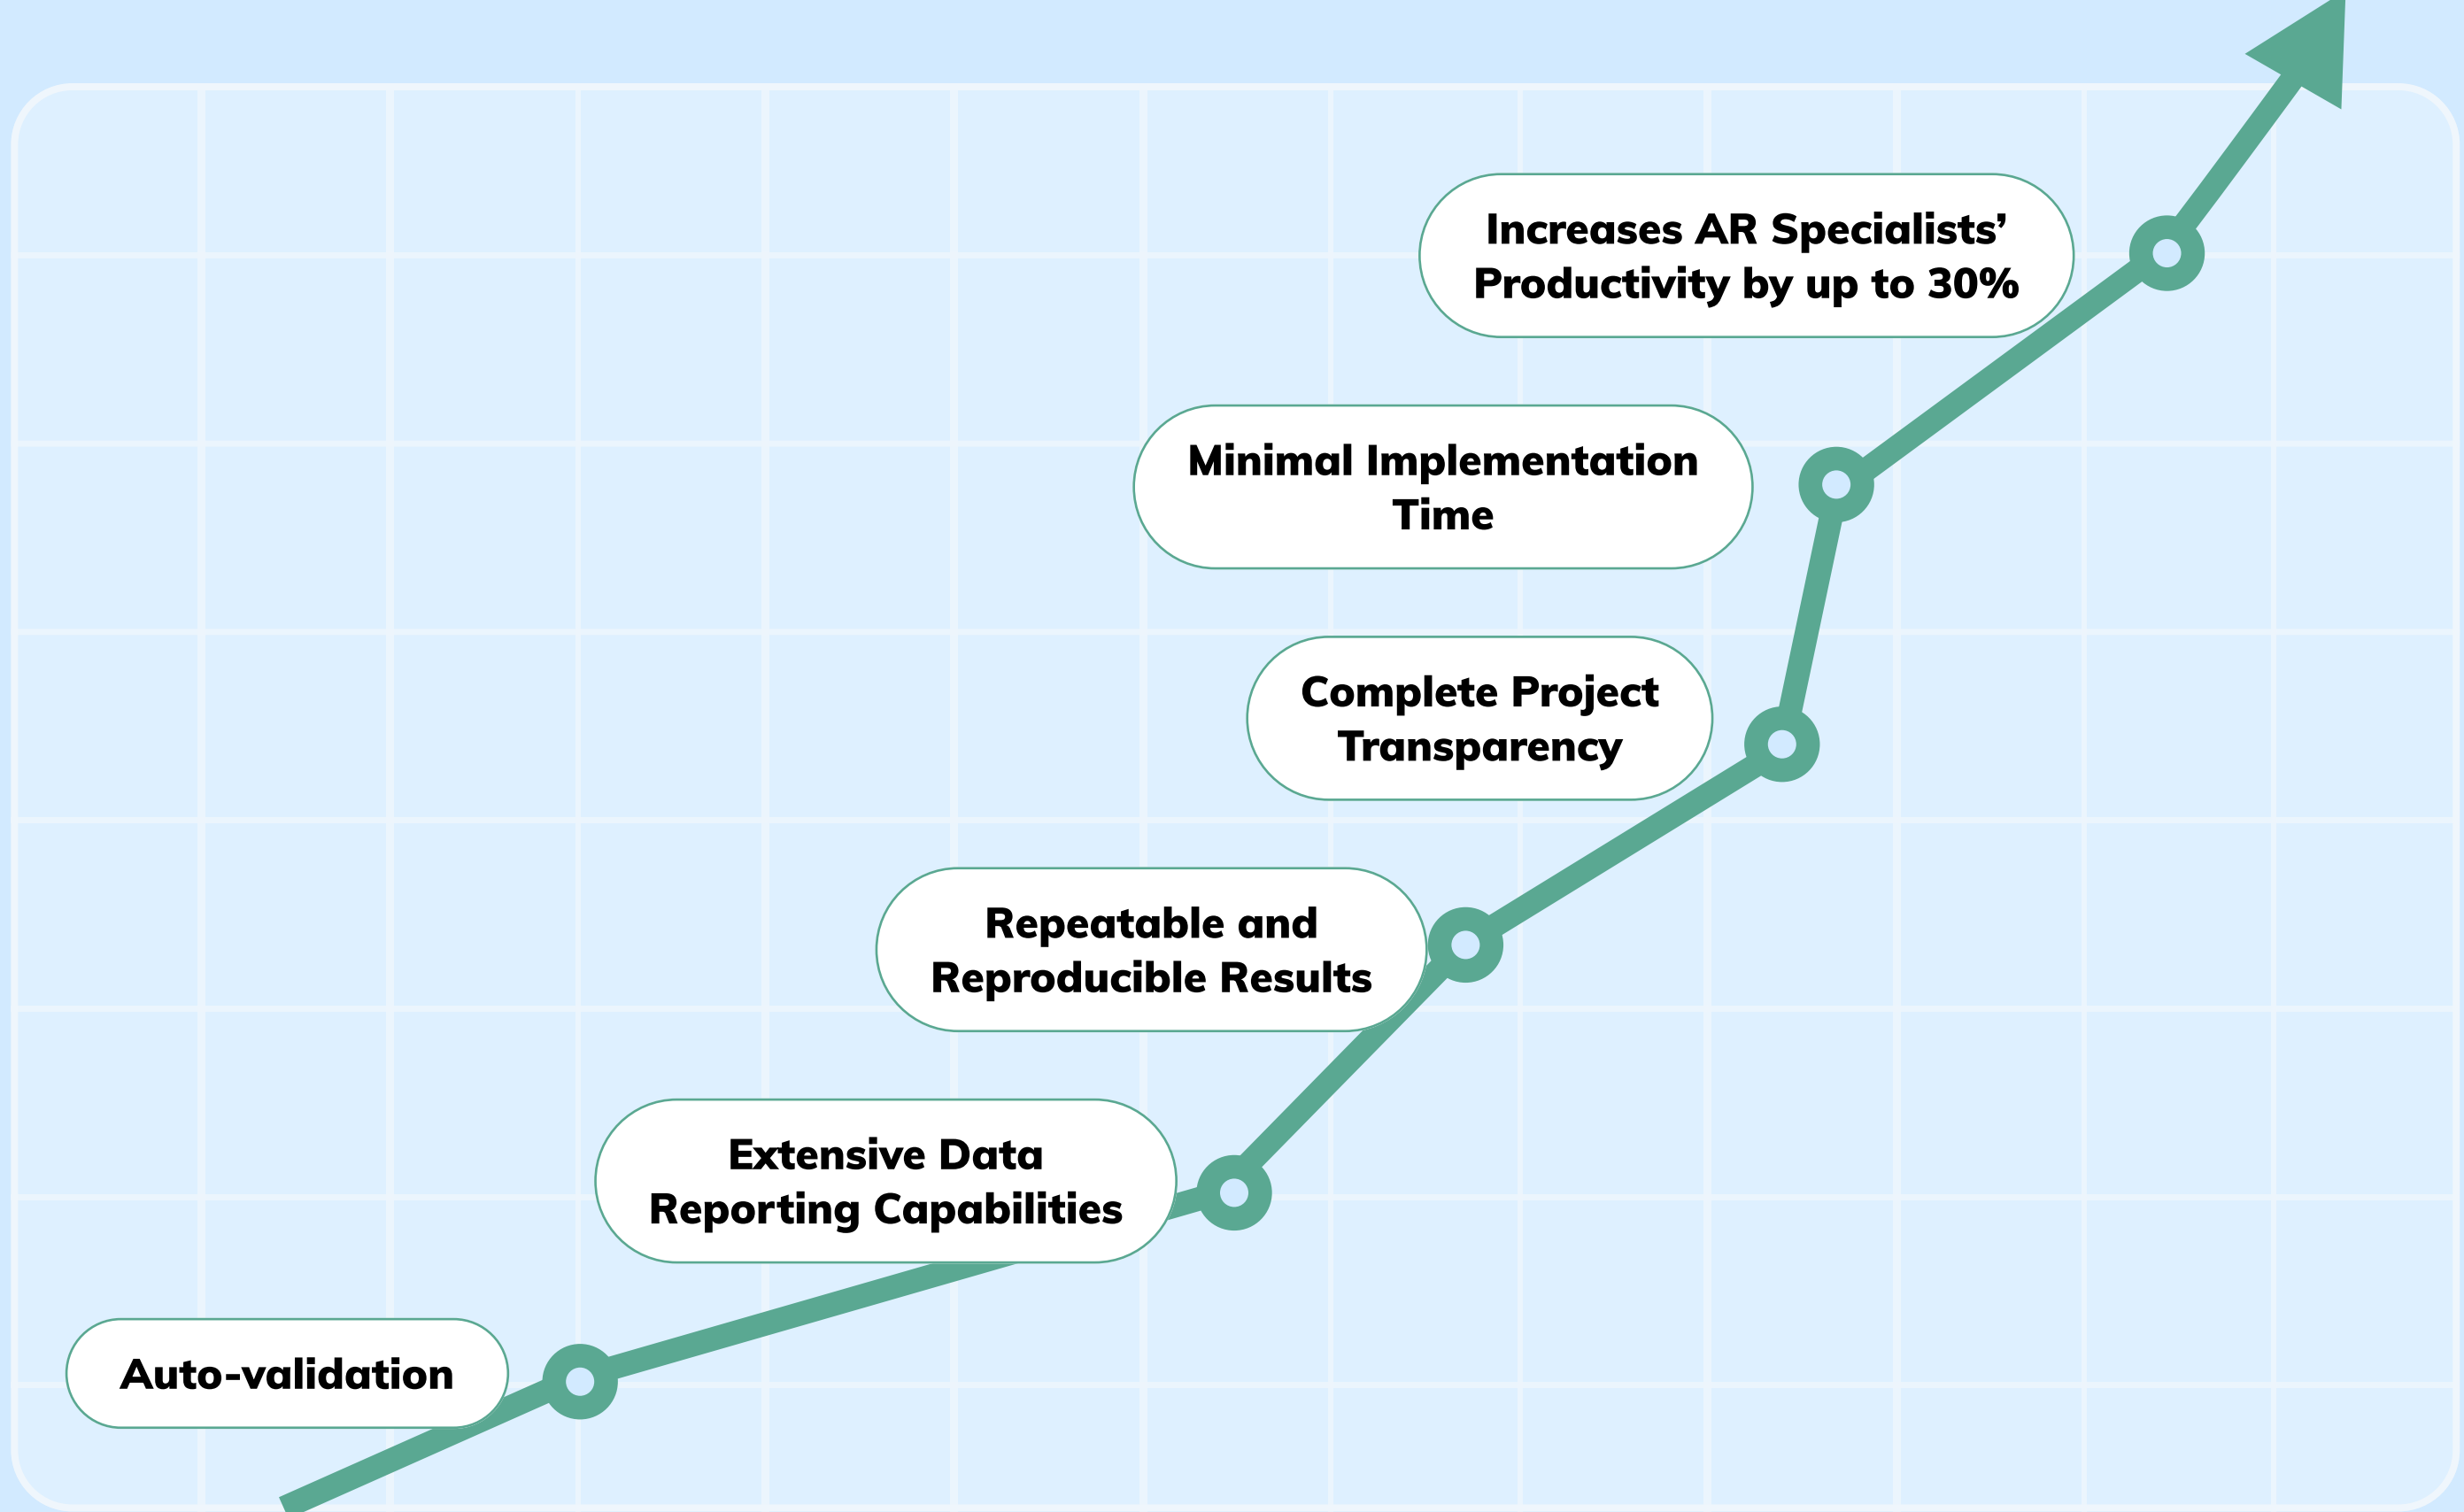 Increases AR Specialists’
Productivity by up to 30%
Minimal Implementation
Time
Complete Project
Transparency
Repeatable and
Reproducible Results
Extensive Data
Reporting Capabilities
Auto-validation